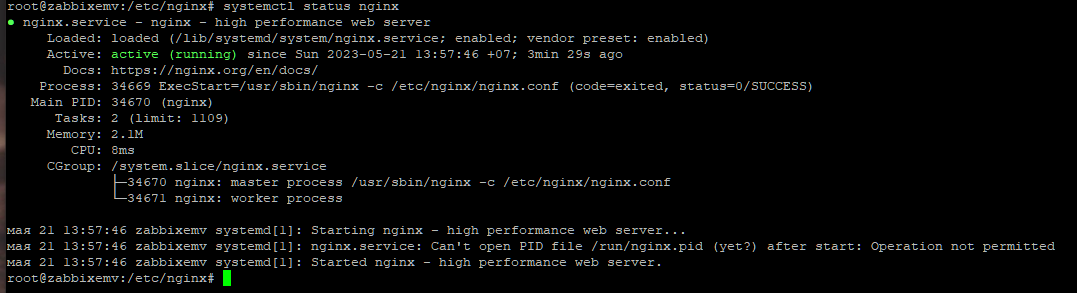 root@zabbixemv:/etc/nginx# systemctl status nginx
● nginx.service - nginx - high performance web server
Loaded: loaded (/lib/systemd/system/nginx.service; enabled; vendor preset: enabled)
Active: active (running) since Sun 2023-05-21 13:57:46 +07; 3min 29s ago
Docs: https://nginx.org/en/docs/
Process: 34669 ExecStart=/usr/sbin/nginx -c /etc/nginx/nginx.conf (code=exited, status=0/SUCCESS)
Main PID: 34670 (nginx)
Tasks: 2 (limit: 1109)
Memory: 2.1M
CPU: 8ms
CGroup: /system.slice/nginx.service
├─34670 nginx: master process /usr/sbin/nginx -c /etc/nginx/nginx.conf
└─34671 nginx: worker process
мая 21 13:57:46 zabbixemv systemd[1]: Starting nginx - high performance web server...
мая 21 13:57:46 zabbixemv systemd[1]: nginx.service: Can't open PID file /run/nginx.pid (yet?) after start: Operation not permitted
мая 21 13:57:46 zabbixemv systemd[1]: Started nginx - high performance web server.
root@zabbixemv:/etc/nginx#